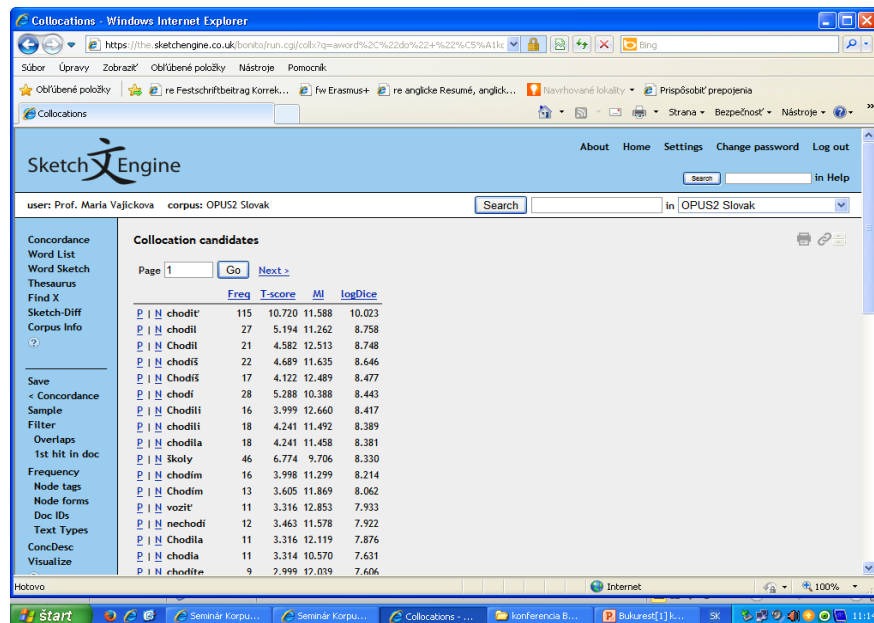 Collocations - Windows Internet Explorer
https://the.sketchengine.co.uk/bonito/run.cgi/collx?q=aword%2C%22do%22+%22%C5%A1kc
Bing
Súbor Úpravy Zobraziť Obľúbené položky Nástroje Pomocník
Obľúbené položky re Festschriftbeitrag Korrek... fw Erasmus+ re anglicke Resumé, anglick... Navrhované lokality Prispôsobiť prepojenia
Collocations Strana Bezpečnosť Nástroje »
Sketch Engine
About Home Settings Change password Log out
Search in Help
user: Prof. Maria Vajickova corpus: OPUS2 Slovak Search in OPUS2 Slovak
Concordance
Word List
Word Sketch
Thesaurus
Find X
Sketch-Diff
Corpus Info
?
Save
< Concordance
Sample
Filter
Overlaps
1st hit in doc
Frequency
Node tags
Node forms
Doc IDs
Text Types
ConcDesc
Visualize
Collocation candidates
Page 1 Go Next >
Freq T-score MI logDice
P | N chodiť 115 10.720 11.588 10.023
P | N chodil 27 5.194 11.262 8.758
P | N Chodil 21 4.582 12.513 8.748
P | N chodíš 22 4.689 11.635 8.646
P | N Chodíš 17 4.122 12.489 8.477
P | N chodí 28 5.288 10.388 8.443
P | N Chodili 16 3.999 12.660 8.417
P | N chodili 18 4.241 11.492 8.389
P | N chodila 18 4.241 11.458 8.381
P | N školy 46 6.774 9.706 8.330
P | N chodím 16 3.998 11.299 8.214
P | N Chodím 13 3.605 11.869 8.062
P | N voziť 11 3.316 12.853 7.933
P | N nechodí 12 3.463 11.578 7.922
P | N Chodila 11 3.316 12.119 7.876
P | N chodia 11 3.314 10.570 7.631
P | N chodíte 9 2.999 12.039 7.606
Hotovo Internet 100%
štart Seminár Korpu... Seminár Korpu... Collocations - ... konferencia B... Bukurest[1] k... SK 11:14